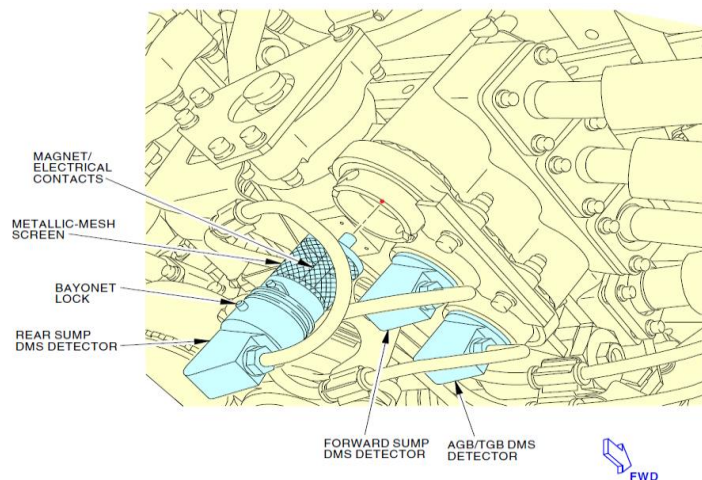 MAGNET/
ELECTRICAL
CONTACTS
METALLIC-MESH
SCREEN
BAYONET
LOCK
REAR SUMP
DMS DETECTOR
FORWARD SUMP
DMS DETECTOR
AGB/TGB DMS
DETECTOR
FWD